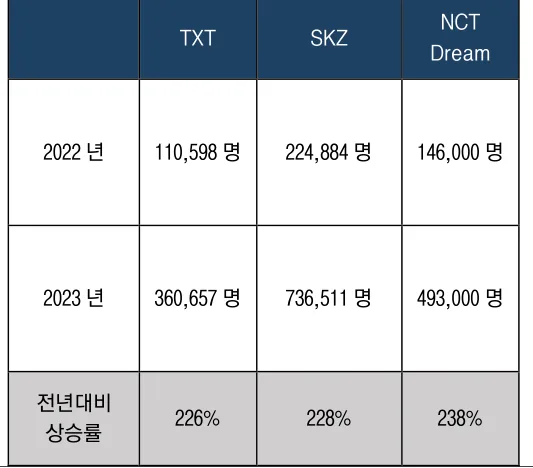 TXT
SKZ
NCT
Dream
2022 년
110,598 명
224,884 명
146,000 명
2023 년
360,657 명
736,511 명
493,000 명
전년대비
상승률
226%
228%
238%